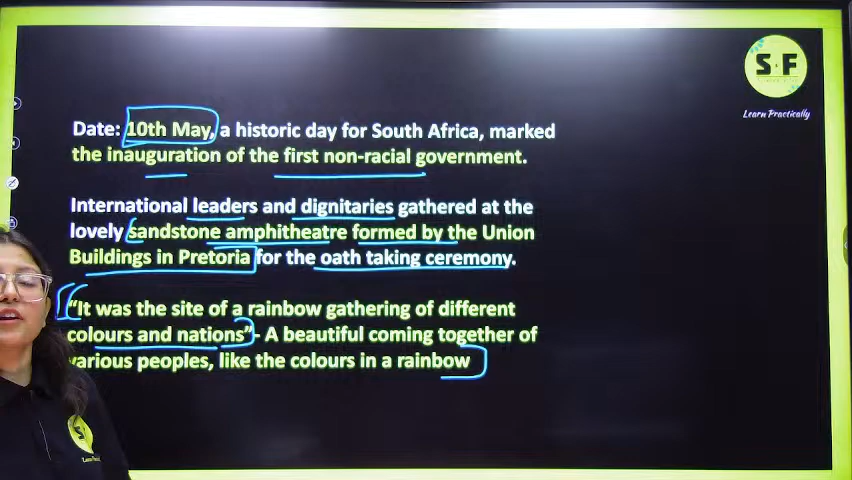 S F
Learn Practically
Date: 10th May, a historic day for South Africa, marked
the inauguration of the first non-racial government.
International leaders and dignitaries gathered at the
lovely sandstone amphitheatre formed by the Union
Buildings in Pretoria for the oath taking ceremony.
“It was the site of a rainbow gathering of different
colours and nations”- A beautiful coming together of
various peoples, like the colours in a rainbow